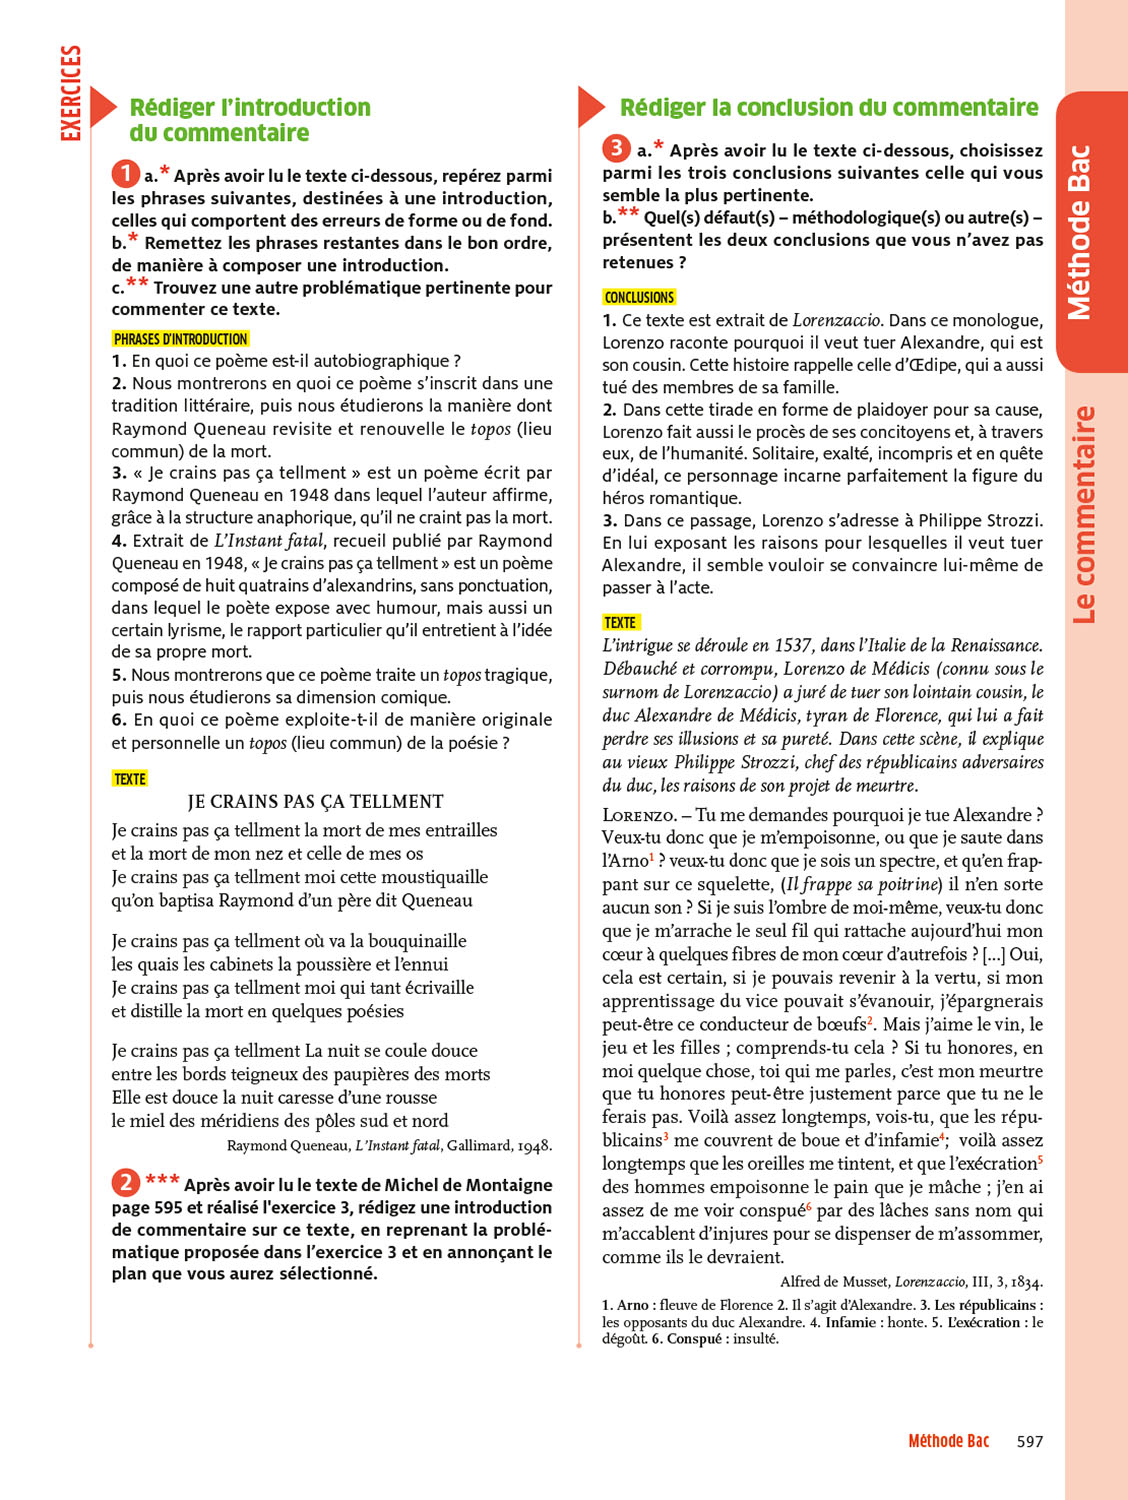 EXERCICES
Rédiger l'introduction
du commentaire
1 a.* Après avoir lu le texte ci-dessous, repérez parmi
les phrases suivantes, destinées à une introduction,
celles qui comportent des erreurs de forme ou de fond.
b.* Remettez les phrases restantes dans le bon ordre,
de manière à composer une introduction.
c.** Trouvez une autre problématique pertinente pour
commenter ce texte.
PHRASES D'INTRODUCTION
1. En quoi ce poème est-il autobiographique ?
2. Nous montrerons en quoi ce poème s'inscrit dans une
tradition littéraire, puis nous étudierons la manière dont
Raymond Queneau revisite et renouvelle le topos (lieu
commun) de la mort.
3. « Je crains pas ça tellment » est un poème écrit par
Raymond Queneau en 1948 dans lequel l'auteur affirme,
grâce à la structure anaphorique, qu'il ne craint pas la mort.
4. Extrait de L'Instant fatal, recueil publié par Raymond
Queneau en 1948, « Je crains pas ça tellment » est un poème
composé de huit quatrains d'alexandrins, sans ponctuation,
dans lequel le poète expose avec humour, mais aussi un
certain lyrisme, le rapport particulier qu'il entretient à l'idée
de sa propre mort.
5. Nous montrerons que ce poème traite un topos tragique,
puis nous étudierons sa dimension comique.
6. En quoi ce poème exploite-t-il de manière originale
et personnelle un topos (lieu commun) de la poésie ?
TEXTE
JE CRAINS PAS ÇA TELLMENT
Je crains pas ça tellment la mort de mes entrailles
et la mort de mon nez et celle de mes os
Je crains pas ça tellment moi cette moustiquaille
qu'on baptisa Raymond d'un père dit Queneau
Je crains pas ça tellment où va la bouquinaille
les quais les cabinets la poussière et l'ennui
Je crains pas ça tellment moi qui tant écrivaille
et distille la mort en quelques poésies
Je crains pas ça tellment La nuit se coule douce
entre les bords teigneux des paupières des morts
Elle est douce la nuit caresse d'une rousse
le miel des méridiens des pôles sud et nord
Raymond Queneau, L'Instant fatal, Gallimard, 1948.
2 *** Après avoir lu le texte de Michel de Montaigne
page 595 et réalisé l'exercice 3, rédigez une introduction
de commentaire sur ce texte, en reprenant la problé-
matique proposée dans l'exercice 3 et en annonçant le
plan que vous aurez sélectionné.
Rédiger la conclusion du commentaire
3 a.* Après avoir lu le texte ci-dessous, choisissez
parmi les trois conclusions suivantes celle qui vous
semble la plus pertinente.
b.** Quel(s) défaut(s) – méthodologique(s) ou autre(s) –
présentent les deux conclusions que vous n'avez pas
retenues ?
CONCLUSIONS
1. Ce texte est extrait de Lorenzaccio. Dans ce monologue,
Lorenzo raconte pourquoi il veut tuer Alexandre, qui est
son cousin. Cette histoire rappelle celle d'Œdipe, qui a aussi
tué des membres de sa famille.
2. Dans cette tirade en forme de plaidoyer pour sa cause,
Lorenzo fait aussi le procès de ses concitoyens et, à travers
eux, de l'humanité. Solitaire, exalté, incompris et en quête
d'idéal, ce personnage incarne parfaitement la figure du
héros romantique.
3. Dans ce passage, Lorenzo s'adresse à Philippe Strozzi.
En lui exposant les raisons pour lesquelles il veut tuer
Alexandre, il semble vouloir se convaincre lui-même de
passer à l'acte.
TEXTE
L'intrigue se déroule en 1537, dans l'Italie de la Renaissance.
Débauché et corrompu, Lorenzo de Médicis (connu sous le
surnom de Lorenzaccio) a juré de tuer son lointain cousin, le
duc Alexandre de Médicis, tyran de Florence, qui lui a fait
perdre ses illusions et sa pureté. Dans cette scène, il explique
au vieux Philippe Strozzi, chef des républicains adversaires
du duc, les raisons de son projet de meurtre.
LORENZO. – Tu me demandes pourquoi je tue Alexandre ?
Veux-tu donc que je m'empoisonne, ou que je saute dans
l'Arno1 ? veux-tu donc que je sois un spectre, et qu'en frap-
pant sur ce squelette, (Il frappe sa poitrine) il n'en sorte
aucun son ? Si je suis l'ombre de moi-même, veux-tu donc
que je m'arrache le seul fil qui rattache aujourd'hui mon
cœur à quelques fibres de mon cœur d'autrefois ? [...] Oui,
cela est certain, si je pouvais revenir à la vertu, si mon
apprentissage du vice pouvait s'évanouir, j'épargnerais
peut-être ce conducteur de bœufs2. Mais j'aime le vin, le
jeu et les filles ; comprends-tu cela ? Si tu honores, en
moi quelque chose, toi qui me parles, c'est mon meurtre
que tu honores peut-être justement parce que tu ne le
ferais pas. Voilà assez longtemps, vois-tu, que les répu-
blicains3 me couvrent de boue et d'infamie4; voilà assez
longtemps que les oreilles me tintent, et que l'exécration5
des hommes empoisonne le pain que je mâche ; j'en ai
assez de me voir conspué6 par des lâches sans nom qui
m'accablent d'injures pour se dispenser de m'assommer,
comme ils le devraient.
Alfred de Musset, Lorenzaccio, III, 3, 1834.
1. Arno : fleuve de Florence 2. Il s'agit d'Alexandre. 3. Les républicains :
les opposants du duc Alexandre. 4. Infamie : honte. 5. L'exécration : le
dégoût. 6. Conspué : insulté.
Méthode Bac
Le commentaire
Méthode Bac 597